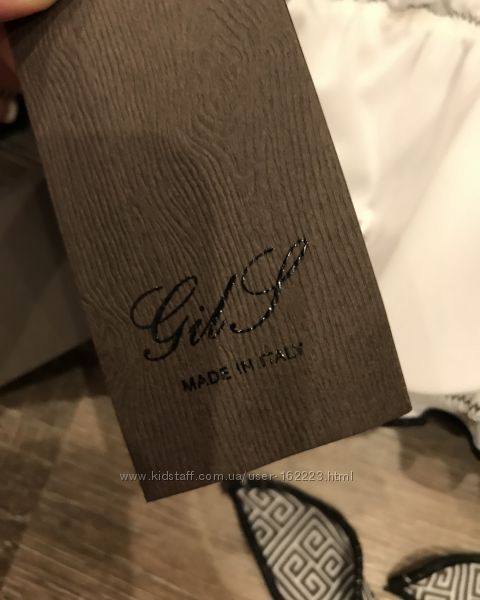 Gil S
MADE IN ITALY
www.kidstaff.com.ua/user-162223.html